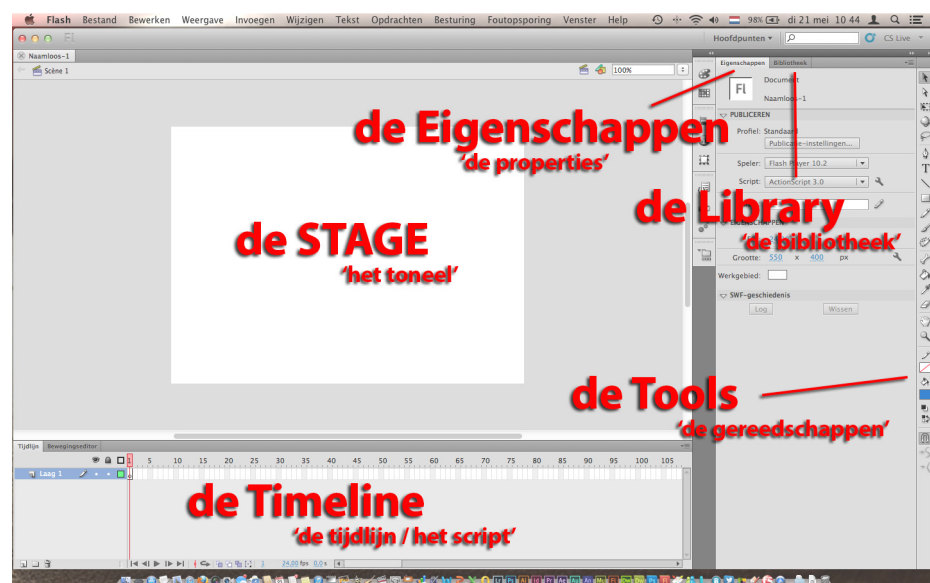 Flash Bestand Bewerken Weergave Invoegen Wijzigen Tekst Opdrachten Besturing Foutopsporing Venster Help 98% di 21 mei 10 44
Hoofdpunten CS Live
Naamloos-1
Scène 1 100%
Eigenschappen Bibliotheek
Fl Document
Naamloos-1
PUBLICEREN
Profiel: Standaard
Publicatie-instellingen...
Speler: Flash Player 10.2
Script: ActionScript 3.0
EIGENSCHAPPEN
Grootte: 550 x 400 px
Werkgebied:
SWF-geschiedenis
Log Wissen
de Eigenschappen
'de properties'
de Library
'de bibliotheek'
de STAGE
'het toneel'
de Tools
'de gereedschappen'
Tijdlijn Bewegingseditor
1 5 10 15 20 25 30 35 40 45 50 55 60 65 70 75 80 85 90 95 100 105
Laag 1
de Timeline
'de tijdlijn / het script'
1 24,00 fps 0,0 s